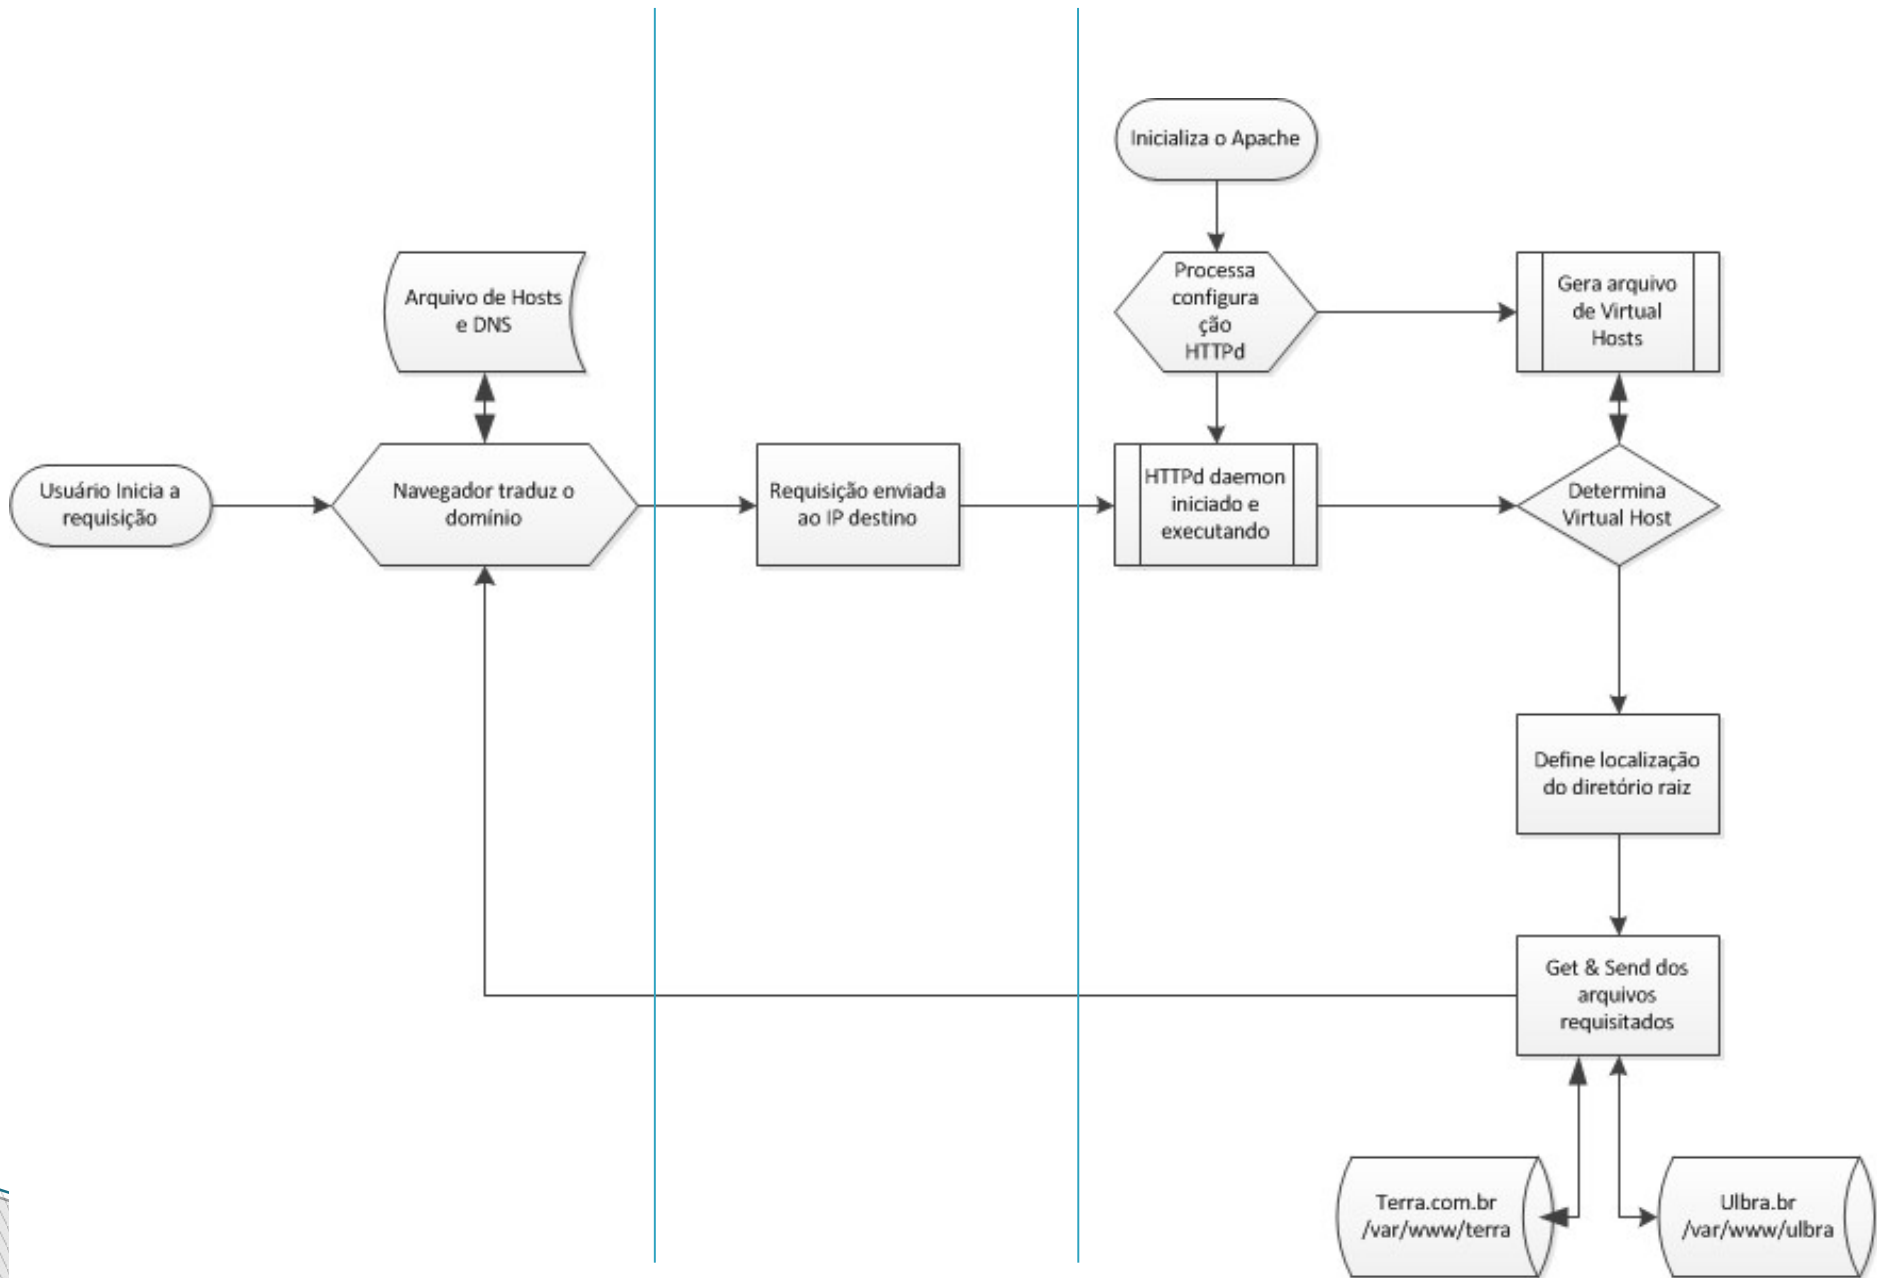 Inicializa o Apache
Processa
configura
ção
HTTPd
Gera arquivo
de Virtual
Hosts
Arquivo de Hosts
e DNS
Usuário Inicia a
requisição
Navegador traduz o
domínio
Requisição enviada
ao IP destino
HTTPd daemon
iniciado e
executando
Determina
Virtual Host
Define localização
do diretório raiz
Get & Send dos
arquivos
requisitados
Terra.com.br
/var/www/terra
Ulbra.br
/var/www/ulbra